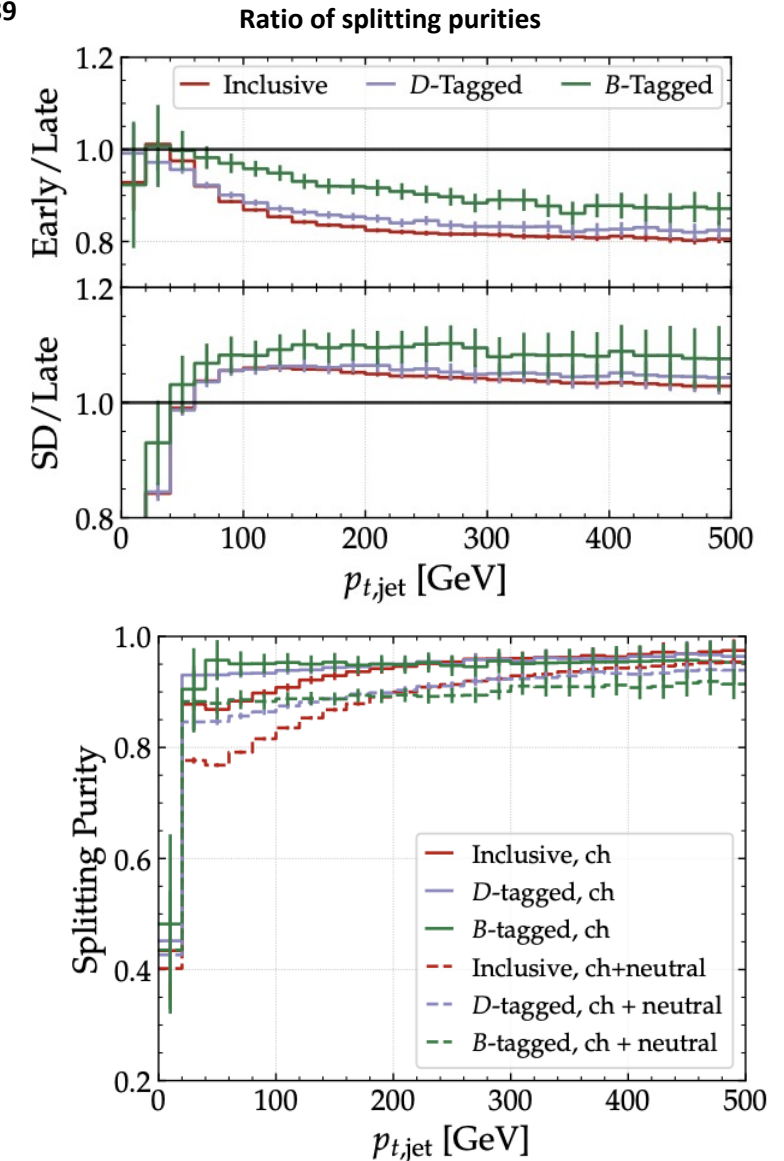 39
Ratio of splitting purities
1.2
Inclusive D-Tagged B-Tagged
1.0
Early/Late
0.8
1.2
SD/Late
1.0
0.8
0 100 200 300 400 500
pt,jet [GeV]
1.0
0.8
Splitting Purity
0.6
0.4
0.2
Inclusive, ch
D-tagged, ch
B-tagged, ch
Inclusive, ch+neutral
D-tagged, ch + neutral
B-tagged, ch + neutral
0 100 200 300 400 500
pt,jet [GeV]